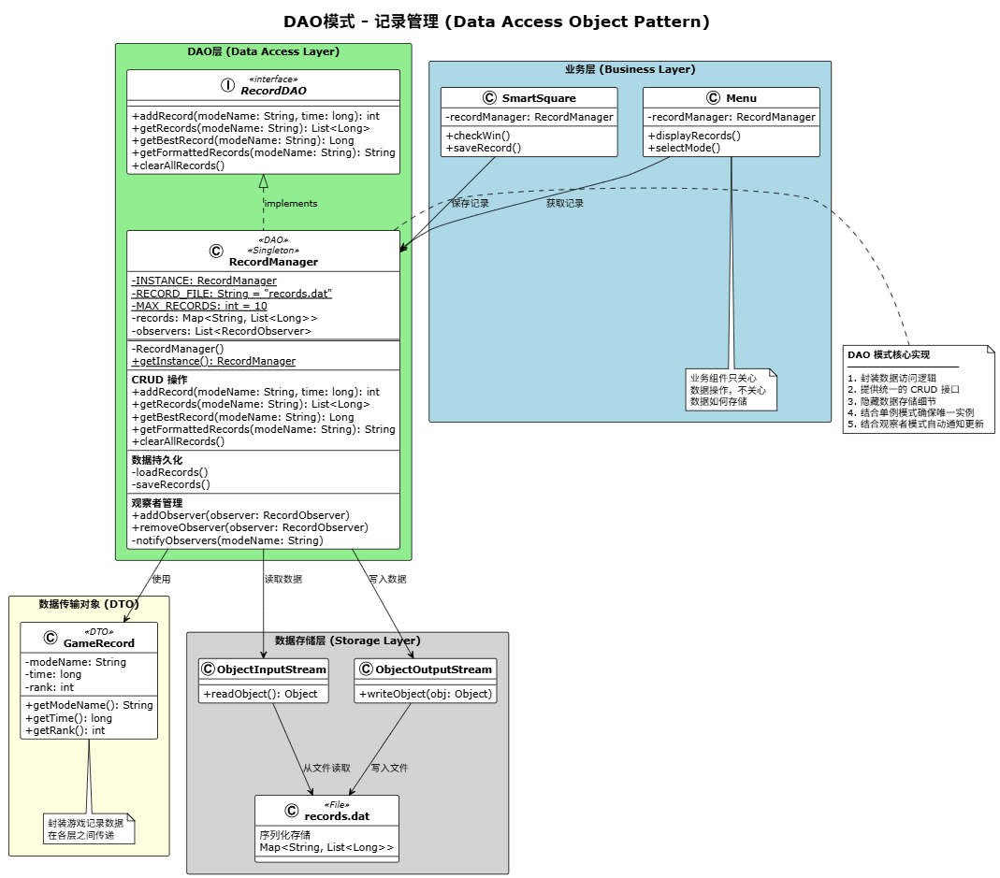 DAO模式 – 记录管理 (Data Access Object Pattern)
DAO层 (Data Access Layer)
I
«interface»
RecordDAO
+addRecord(modeName: String, time: long): int
+getRecords(modeName: String): List<Long>
+getBestRecord(modeName: String): Long
+getFormattedRecords(modeName: String): String
+clearAllRecords()
implements
C
«DAO»
«Singleton»
RecordManager
-INSTANCE: RecordManager
-RECORD_FILE: String = "records.dat"
-MAX_RECORDS: int = 10
-records: Map<String, List<Long>>
-observers: List<RecordObserver>
-RecordManager()
+getInstance(): RecordManager
CRUD 操作
+addRecord(modeName: String, time: long): int
+getRecords(modeName: String): List<Long>
+getBestRecord(modeName: String): Long
+getFormattedRecords(modeName: String): String
+clearAllRecords()
数据持久化
-loadRecords()
-saveRecords()
观察者管理
+addObserver(observer: RecordObserver)
+removeObserver(observer: RecordObserver)
-notifyObservers(modeName: String)
业务层 (Business Layer)
C SmartSquare
-recordManager: RecordManager
+checkWin()
+saveRecord()
C Menu
-recordManager: RecordManager
+displayRecords()
+selectMode()
保存记录
获取记录
业务组件只关心
数据操作，不关心
数据如何存储
DAO 模式核心实现
1. 封装数据访问逻辑
2. 提供统一的 CRUD 接口
3. 隐藏数据存储细节
4. 结合单例模式确保唯一实例
5. 结合观察者模式自动通知更新
使用
读取数据
写入数据
数据传输对象 (DTO)
C
«DTO»
GameRecord
-modeName: String
-time: long
-rank: int
+getModeName(): String
+getTime(): long
+getRank(): int
封装游戏记录数据
在各层之间传递
数据存储层 (Storage Layer)
C ObjectInputStream
+readObject(): Object
C ObjectOutputStream
+writeObject(obj: Object)
从文件读取
写入文件
C
«File»
records.dat
序列化存储
Map<String, List<Long>>